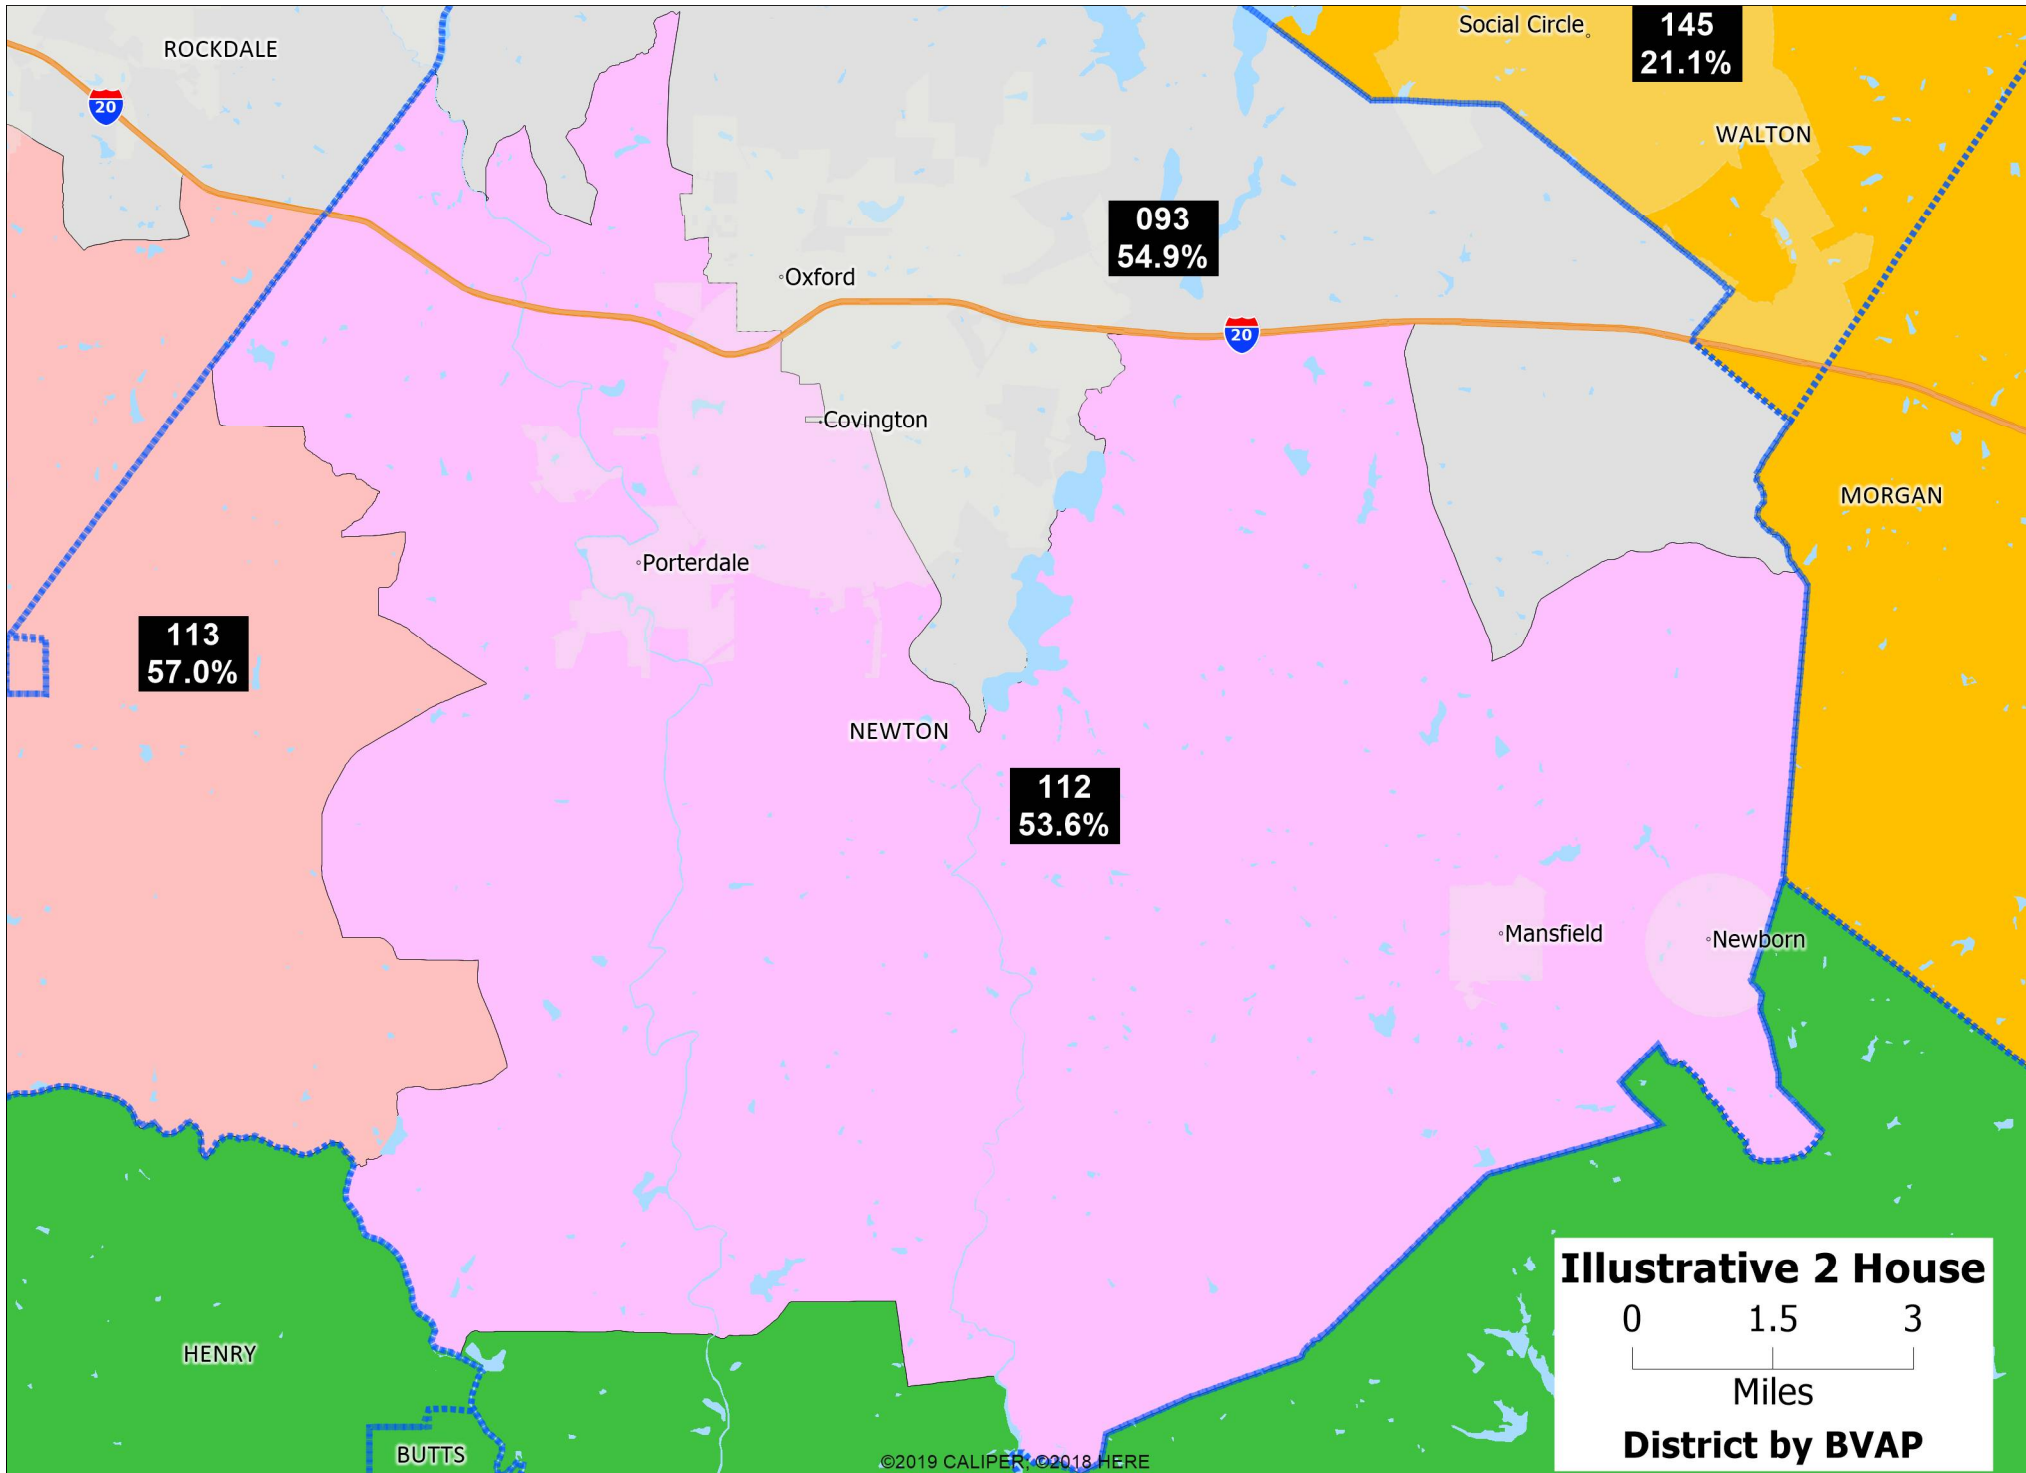 ROCKDALE
20
Social Circle
145
21.1%
WALTON
093
54.9%
Oxford
20
Covington
MORGAN
Porterdale
113
57.0%
NEWTON
112
53.6%
Mansfield
Newborn
HENRY
BUTTS
©2019 CALIPER; ©2018 HERE
Illustrative 2 House
0 1.5 3
Miles
District by BVAP